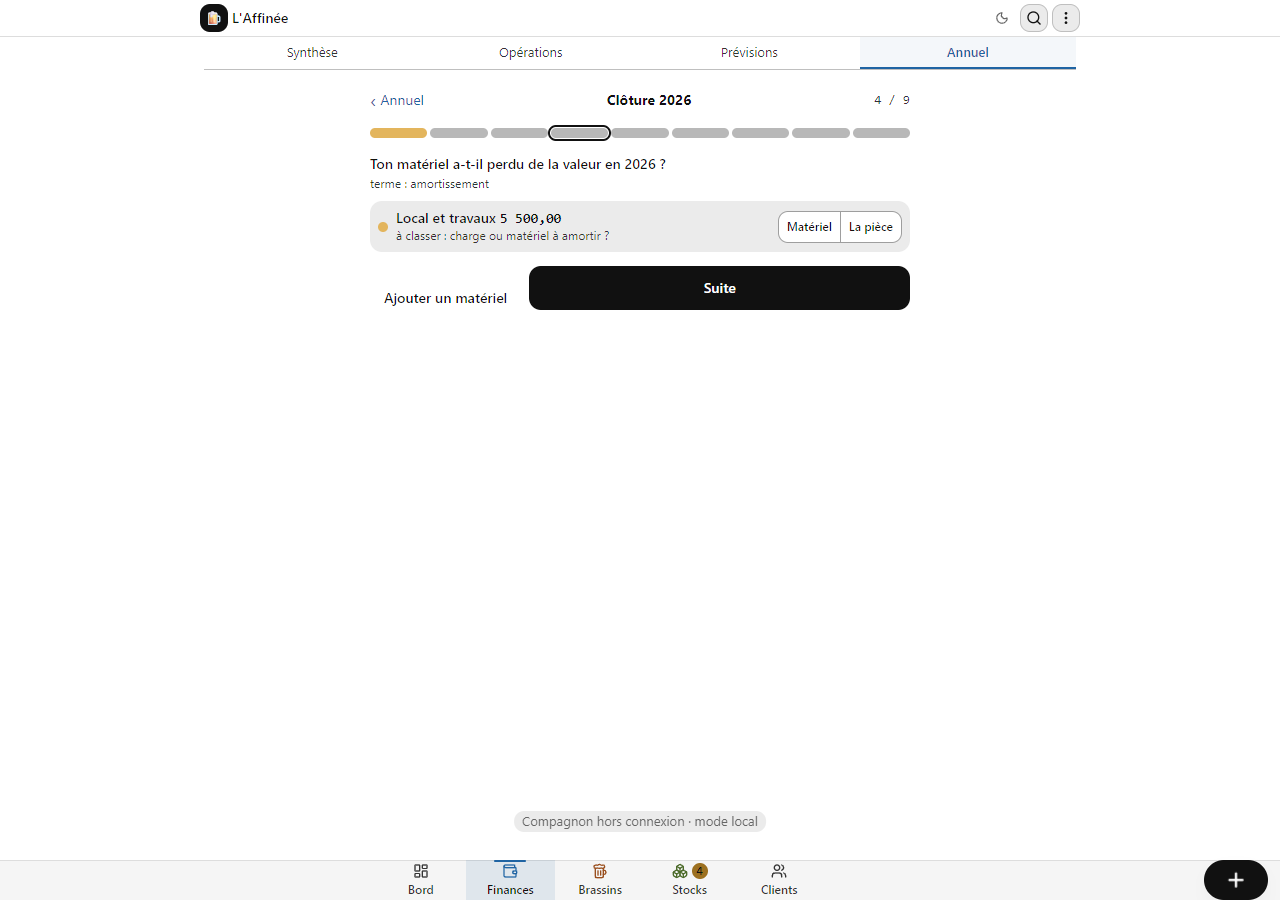 L'Affinée
Synthèse
Opérations
Prévisions
Annuel
‹ Annuel
Clôture 2026
4 / 9
Ton matériel a-t-il perdu de la valeur en 2026 ?
terme : amortissement
Local et travaux 5 500,00
à classer : charge ou matériel à amortir ?
Matériel
La pièce
Ajouter un matériel
Suite
Compagnon hors connexion · mode local
Bord
Finances
Brassins
4
Stocks
Clients